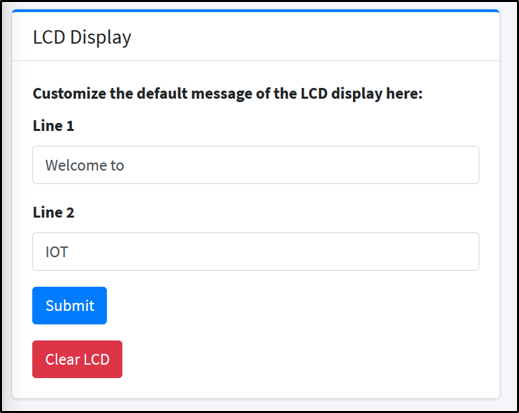 LCD Display
Customize the default message of the LCD display here:
Line 1
Welcome to
Line 2
IOT
Submit
Clear LCD